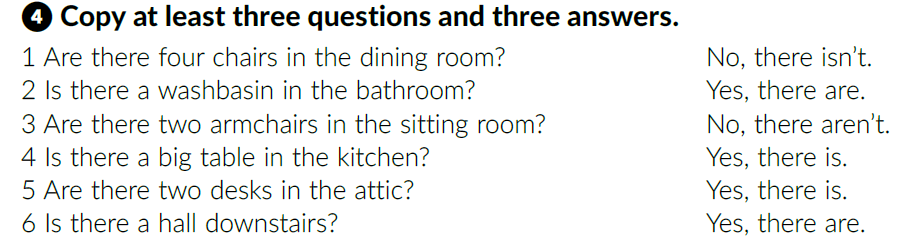 4 Copy at least three questions and three answers.
1 Are there four chairs in the dining room? No, there isn't.
2 Is there a washbasin in the bathroom? Yes, there are.
3 Are there two armchairs in the sitting room? No, there aren't.
4 Is there a big table in the kitchen? Yes, there is.
5 Are there two desks in the attic? Yes, there is.
6 Is there a hall downstairs? Yes, there are.